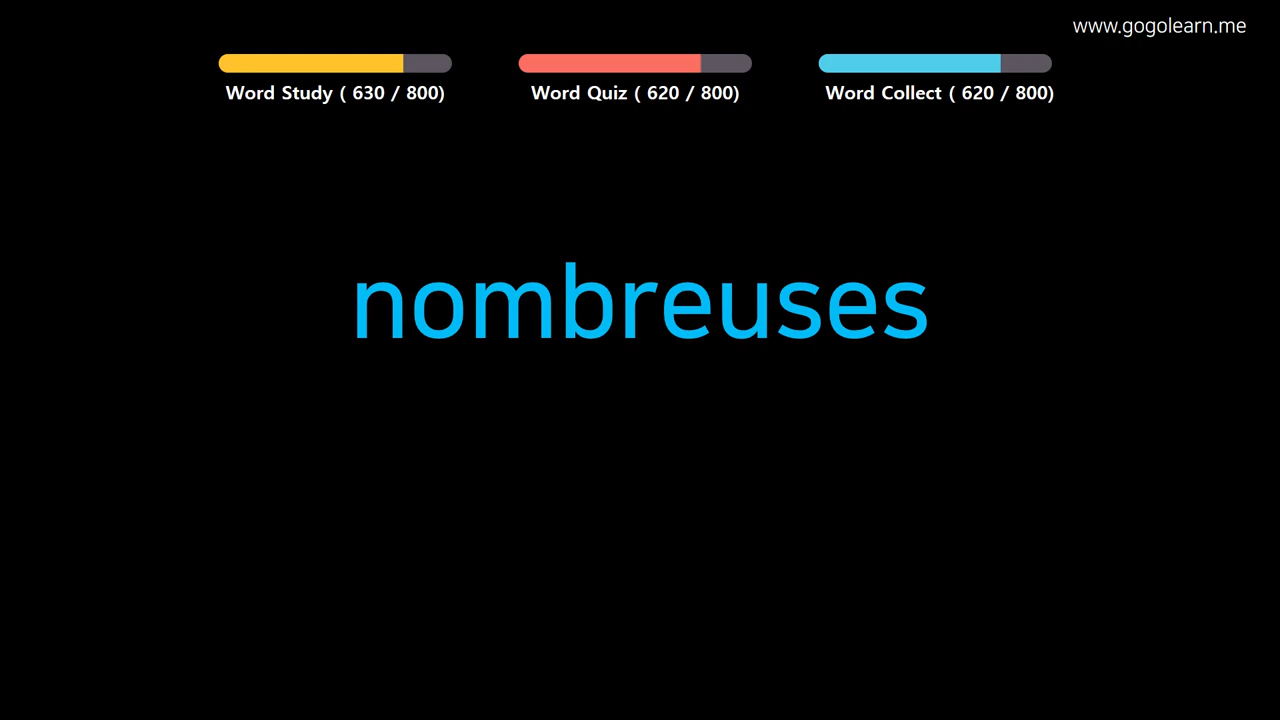 www.gogolearn.me
Word Study ( 630 / 800)
Word Quiz ( 620 / 800)
Word Collect ( 620 / 800)
nombreuses